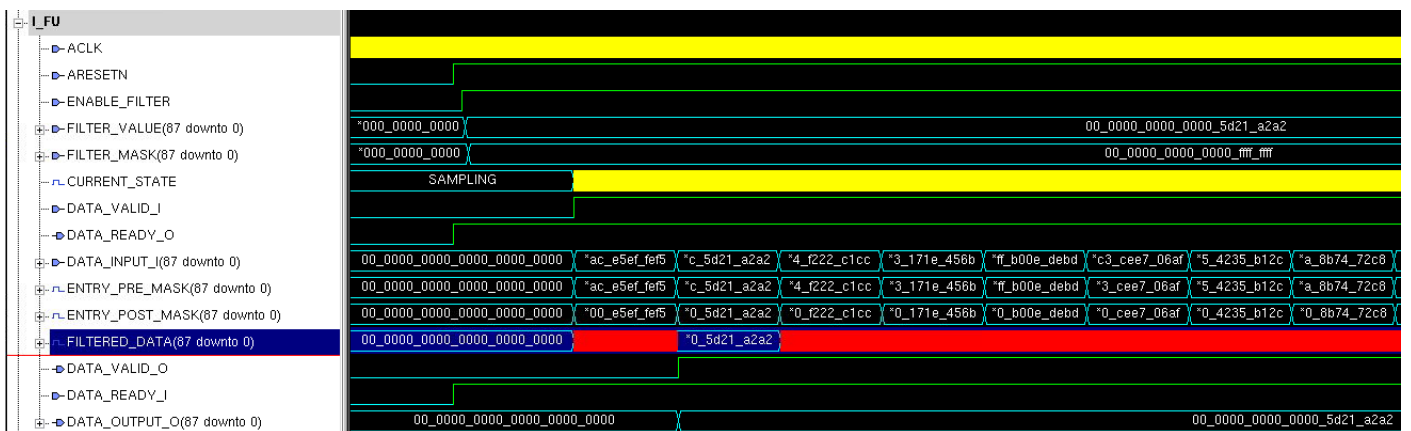 I_FU
ACLK
ARESETN
ENABLE_FILTER
FILTER_VALUE(87 downto 0) *000_0000_0000 00_0000_0000_0000_5d21_a2a2
FILTER_MASK(87 downto 0) *000_0000_0000 00_0000_0000_0000_ffff_ffff
CURRENT_STATE SAMPLING
DATA_VALID_I
DATA_READY_O
DATA_INPUT_I(87 downto 0) 00_0000_0000_0000_0000_0000 *ac_e5ef_fef5 *c_5d21_a2a2 *4_f222_c1cc *3_171e_456b *ff_b00e_debd *c3_cee7_06af *5_4235_b12c *a_8b74_72c8
ENTRY_PRE_MASK(87 downto 0) 00_0000_0000_0000_0000_0000 *ac_e5ef_fef5 *c_5d21_a2a2 *4_f222_c1cc *3_171e_456b *ff_b00e_debd *3_cee7_06af *5_4235_b12c *a_8b74_72c8
ENTRY_POST_MASK(87 downto 0) 00_0000_0000_0000_0000_0000 *00_e5ef_fef5 *0_5d21_a2a2 *0_f222_c1cc *0_171e_456b *0_b00e_debd *0_cee7_06af *0_4235_b12c *0_8b74_72c8
FILTERED_DATA(87 downto 0) 00_0000_0000_0000_0000_0000 *0_5d21_a2a2
DATA_VALID_O
DATA_READY_I
DATA_OUTPUT_O(87 downto 0) 00_0000_0000_0000_0000_0000 00_0000_0000_0000_5d21_a2a2